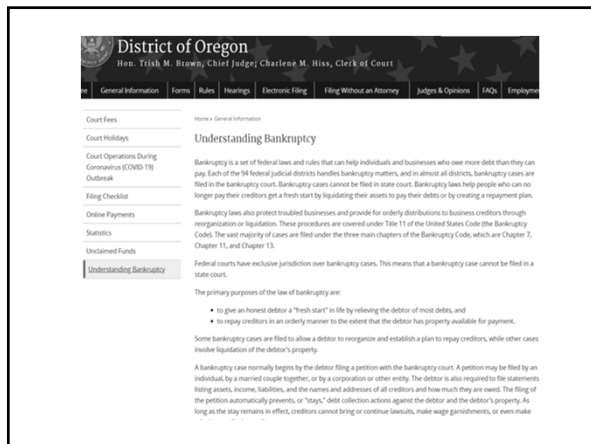 District of Oregon
Hon. Trish M. Brown, Chief Judge; Charlene M. Hiss, Clerk of Court
me General Information Forms Rules Hearings Electronic Filing Filing Without an Attorney Judges & Opinions FAQs Employmen
Court Fees
Court Holidays
Court Operations During
Coronavirus (COVID-19)
Outbreak
Filing Checklist
Online Payments
Statistics
Unclaimed Funds
Understanding Bankruptcy
Home » General Information
Understanding Bankruptcy
Bankruptcy is a set of federal laws and rules that can help individuals and businesses who owe more debt than they can
pay. Each of the 94 federal judicial districts handles bankruptcy matters, and in almost all districts, bankruptcy cases are
filed in the bankruptcy court. Bankruptcy cases cannot be filed in state court. Bankruptcy laws help people who can no
longer pay their creditors get a fresh start by liquidating their assets to pay their debts or by creating a repayment plan.
Bankruptcy laws also protect troubled businesses and provide for orderly distributions to business creditors through
reorganization or liquidation. These procedures are covered under Title 11 of the United States Code (the Bankruptcy
Code). The vast majority of cases are filed under the three main chapters of the Bankruptcy Code, which are Chapter 7,
Chapter 11, and Chapter 13.
Federal courts have exclusive jurisdiction over bankruptcy cases. This means that a bankruptcy case cannot be filed in a
state court.
The primary purposes of the law of bankruptcy are:
• to give an honest debtor a "fresh start" in life by relieving the debtor of most debts, and
• to repay creditors in an orderly manner to the extent that the debtor has property available for payment.
Some bankruptcy cases are filed to allow a debtor to reorganize and establish a plan to repay creditors, while other cases
involve liquidation of the debtor's property.
A bankruptcy case normally begins by the debtor filing a petition with the bankruptcy court. A petition may be filed by an
individual, by a married couple together, or by a corporation or other entity. The debtor is also required to file statements
listing assets, income, liabilities, and the names and addresses of all creditors and how much they are owed. The filing of
the petition automatically prevents, or "stays," debt collection actions against the debtor and the debtor's property. As
long as the stay remains in effect, creditors cannot bring or continue lawsuits, make wage garnishments, or even make